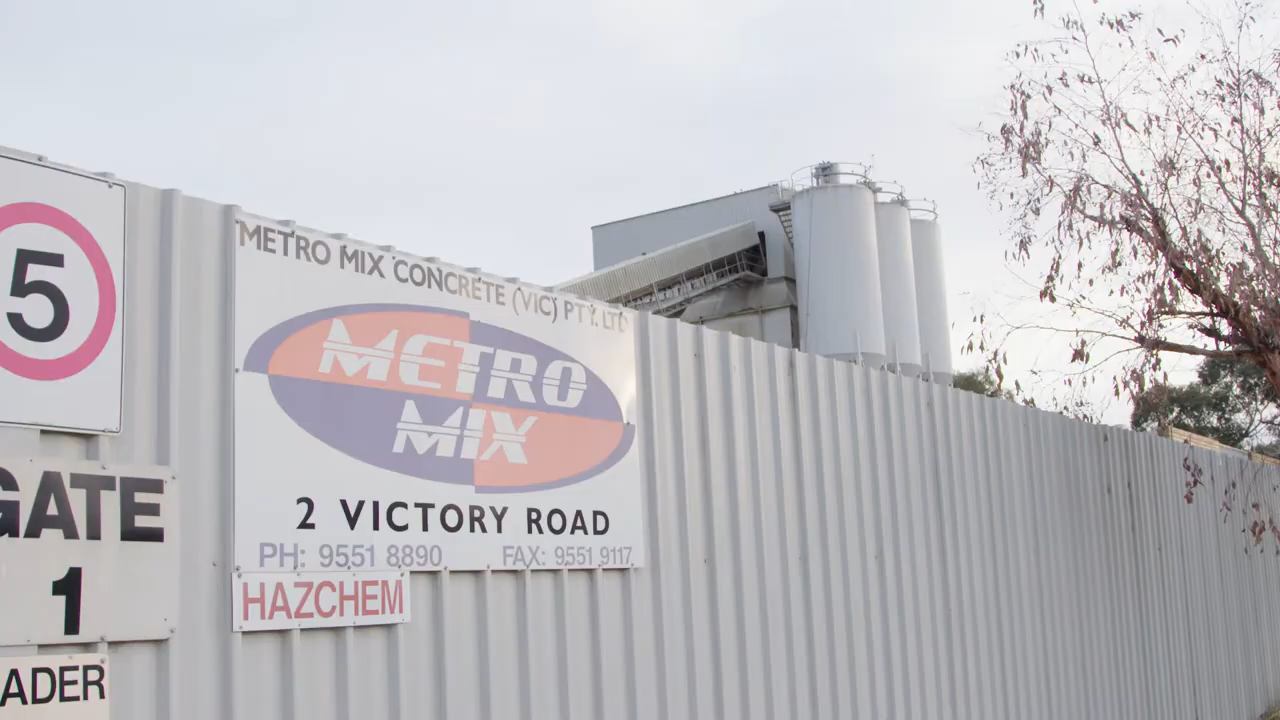 5
GATE
1
ADER
METRO MIX CONCRETE (VIC) PTY. LTD
METRO
MIX
2 VICTORY ROAD
PH: 9551 8890 FAX: 9551 9117
HAZCHEM